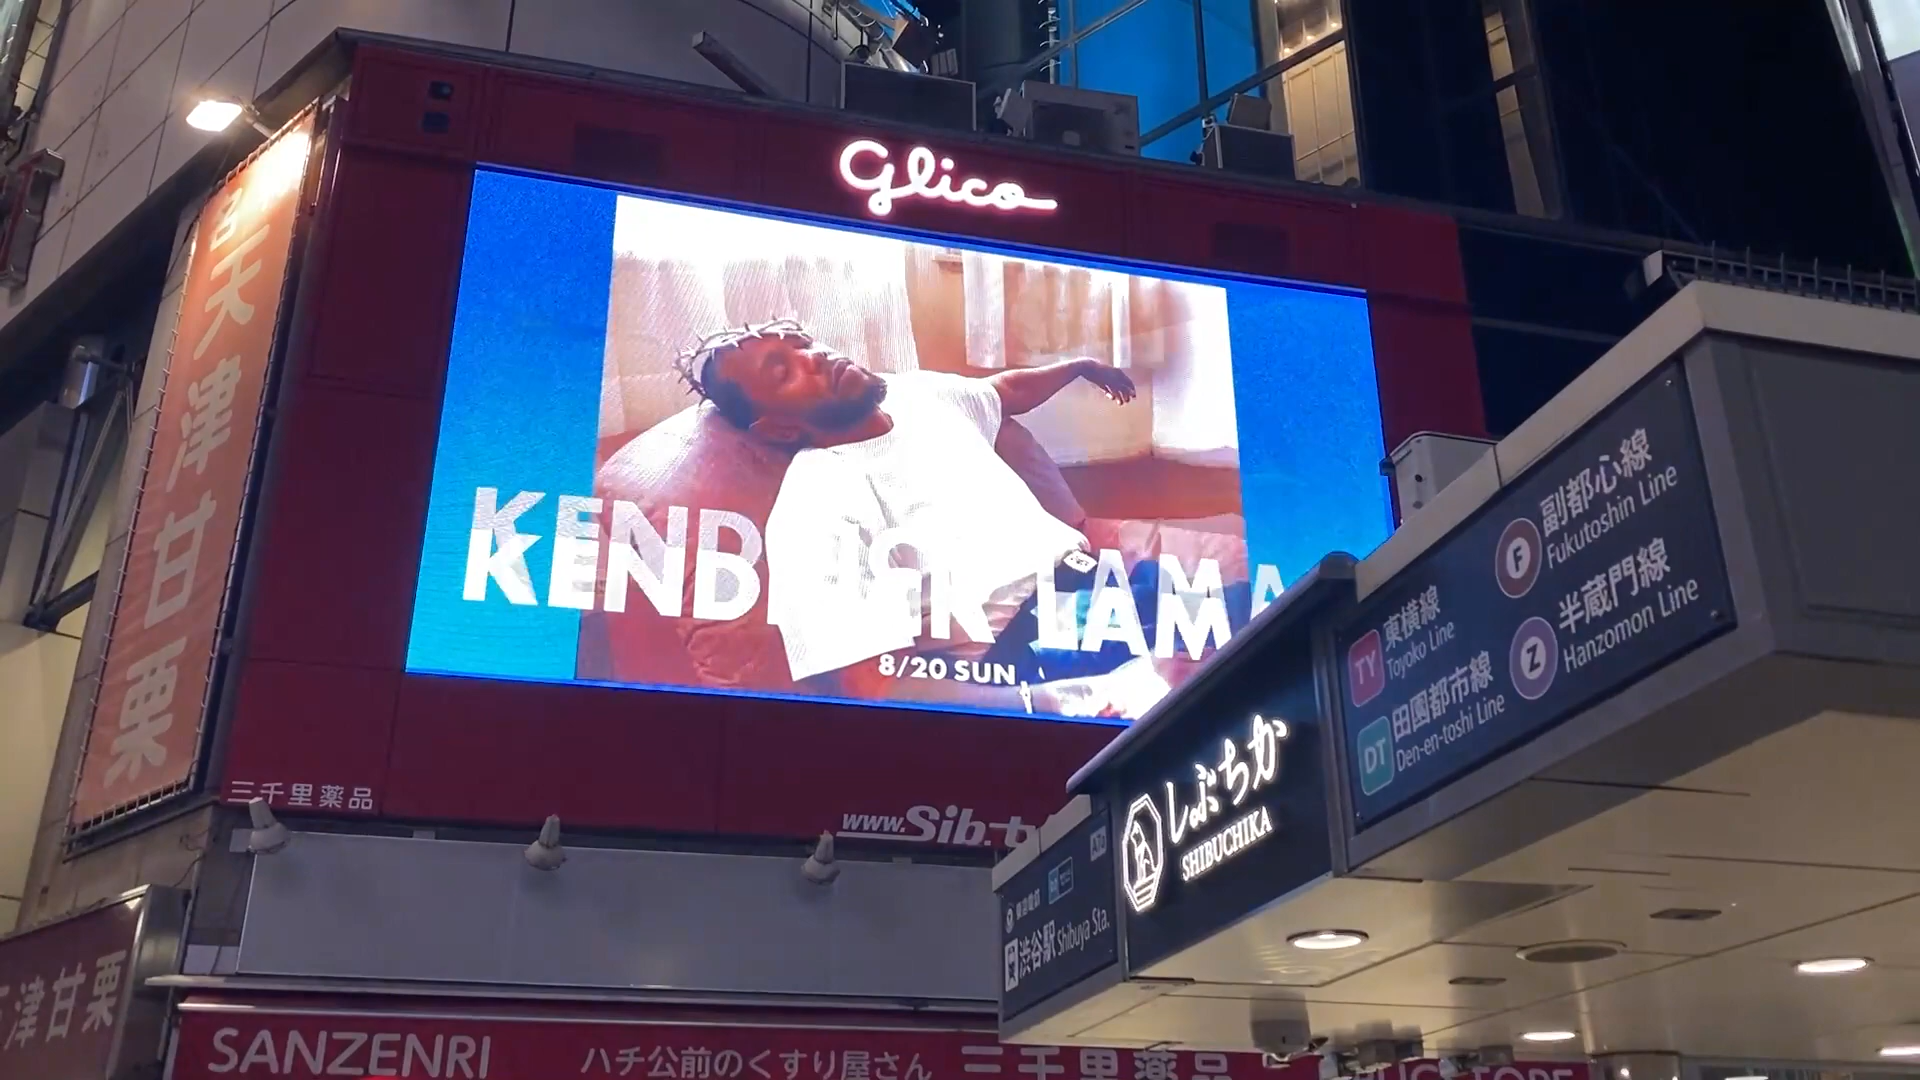 Glico
天津甘栗
KENDRICK LAMA
8/20 SUN
三千里薬品
www.Sib.
副都心線
F
Fukutoshin Line
東横線
TY
Toyoko Line
半蔵門線
Z
Hanzomon Line
田園都市線
DT
Den-en-toshi Line
しぶちか
SHIBUCHIKA
渋谷駅 Shibuya Sta.
津甘栗
SANZENRI
ハチ公前のくすり屋さん
三千里薬品